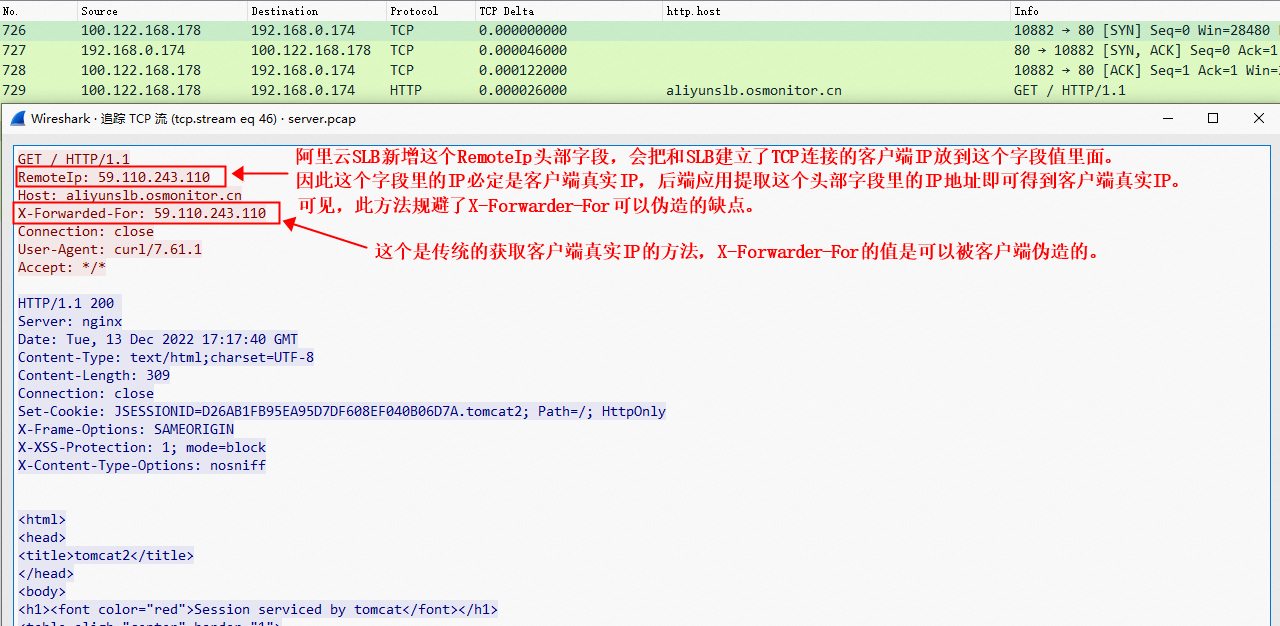 No. Source Destination Protocol TCP Delta http.host Info
726 100.122.168.178 192.168.0.174 TCP 0.000000000 10882 → 80 [SYN] Seq=0 Win=28480
727 192.168.0.174 100.122.168.178 TCP 0.000046000 80 → 10882 [SYN, ACK] Seq=0 Ack=1
728 100.122.168.178 192.168.0.174 TCP 0.000122000 10882 → 80 [ACK] Seq=1 Ack=1 Win=
729 100.122.168.178 192.168.0.174 HTTP 0.000026000 aliyunslb.osmonitor.cn GET / HTTP/1.1
Wireshark · 追踪 TCP 流 (tcp.stream eq 46) · server.pcap
GET / HTTP/1.1
RemoteIp: 59.110.243.110
Host: aliyunslb.osmonitor.cn
X-Forwarded-For: 59.110.243.110
Connection: close
User-Agent: curl/7.61.1
Accept: */*
阿里云SLB新增这个RemoteIp头部字段，会把和SLB建立了TCP连接的客户端IP放到这个字段值里面。
因此这个字段里的IP必定是客户端真实IP，后端应用提取这个头部字段里的IP地址即可得到客户端真实IP。
可见，此方法规避了X-Forwarder-For可以伪造的缺点。
这个是传统的获取客户端真实IP的方法，X-Forwarder-For的值是可以被客户端伪造的。
HTTP/1.1 200
Server: nginx
Date: Tue, 13 Dec 2022 17:17:40 GMT
Content-Type: text/html;charset=UTF-8
Content-Length: 309
Connection: close
Set-Cookie: JSESSIONID=D26AB1FB95EA95D7DF608EF040B06D7A.tomcat2; Path=/; HttpOnly
X-Frame-Options: SAMEORIGIN
X-XSS-Protection: 1; mode=block
X-Content-Type-Options: nosniff
<html>
<head>
<title>tomcat2</title>
</head>
<body>
<h1><font color="red">Session serviced by tomcat</font></h1>
<table aligh="center" border="1">